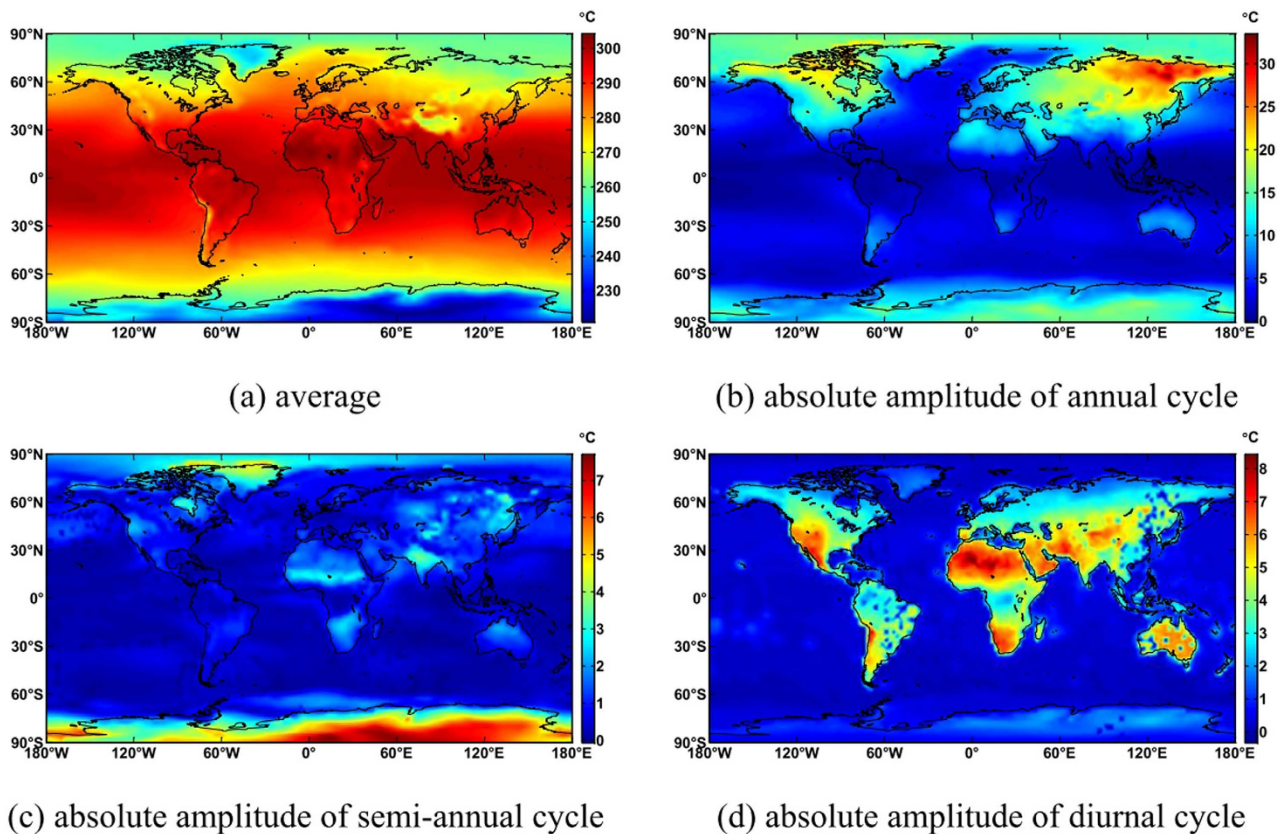 °C
90°N
60°N
30°N
0°
30°S
60°S
90°S
180°W 120°W 60°W 0° 60°E 120°E 180°E
300
290
280
270
260
250
240
230
(a) average
°C
90°N
60°N
30°N
0°
30°S
60°S
90°S
180°W 120°W 60°W 0° 60°E 120°E 180°E
30
25
20
15
10
5
0
(b) absolute amplitude of annual cycle
°C
90°N
60°N
30°N
0°
30°S
60°S
90°S
180°W 120°W 60°W 0° 60°E 120°E 180°E
7
6
5
4
3
2
1
0
(c) absolute amplitude of semi-annual cycle
°C
90°N
60°N
30°N
0°
30°S
60°S
90°S
180°W 120°W 60°W 0° 60°E 120°E 180°E
8
7
6
5
4
3
2
1
0
(d) absolute amplitude of diurnal cycle